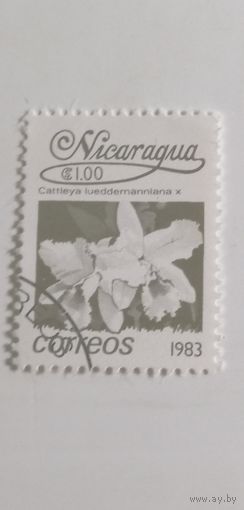 Nicaragua
₡1.00
Cattleya lueddemanniana x
correos
1983
www.ay.by